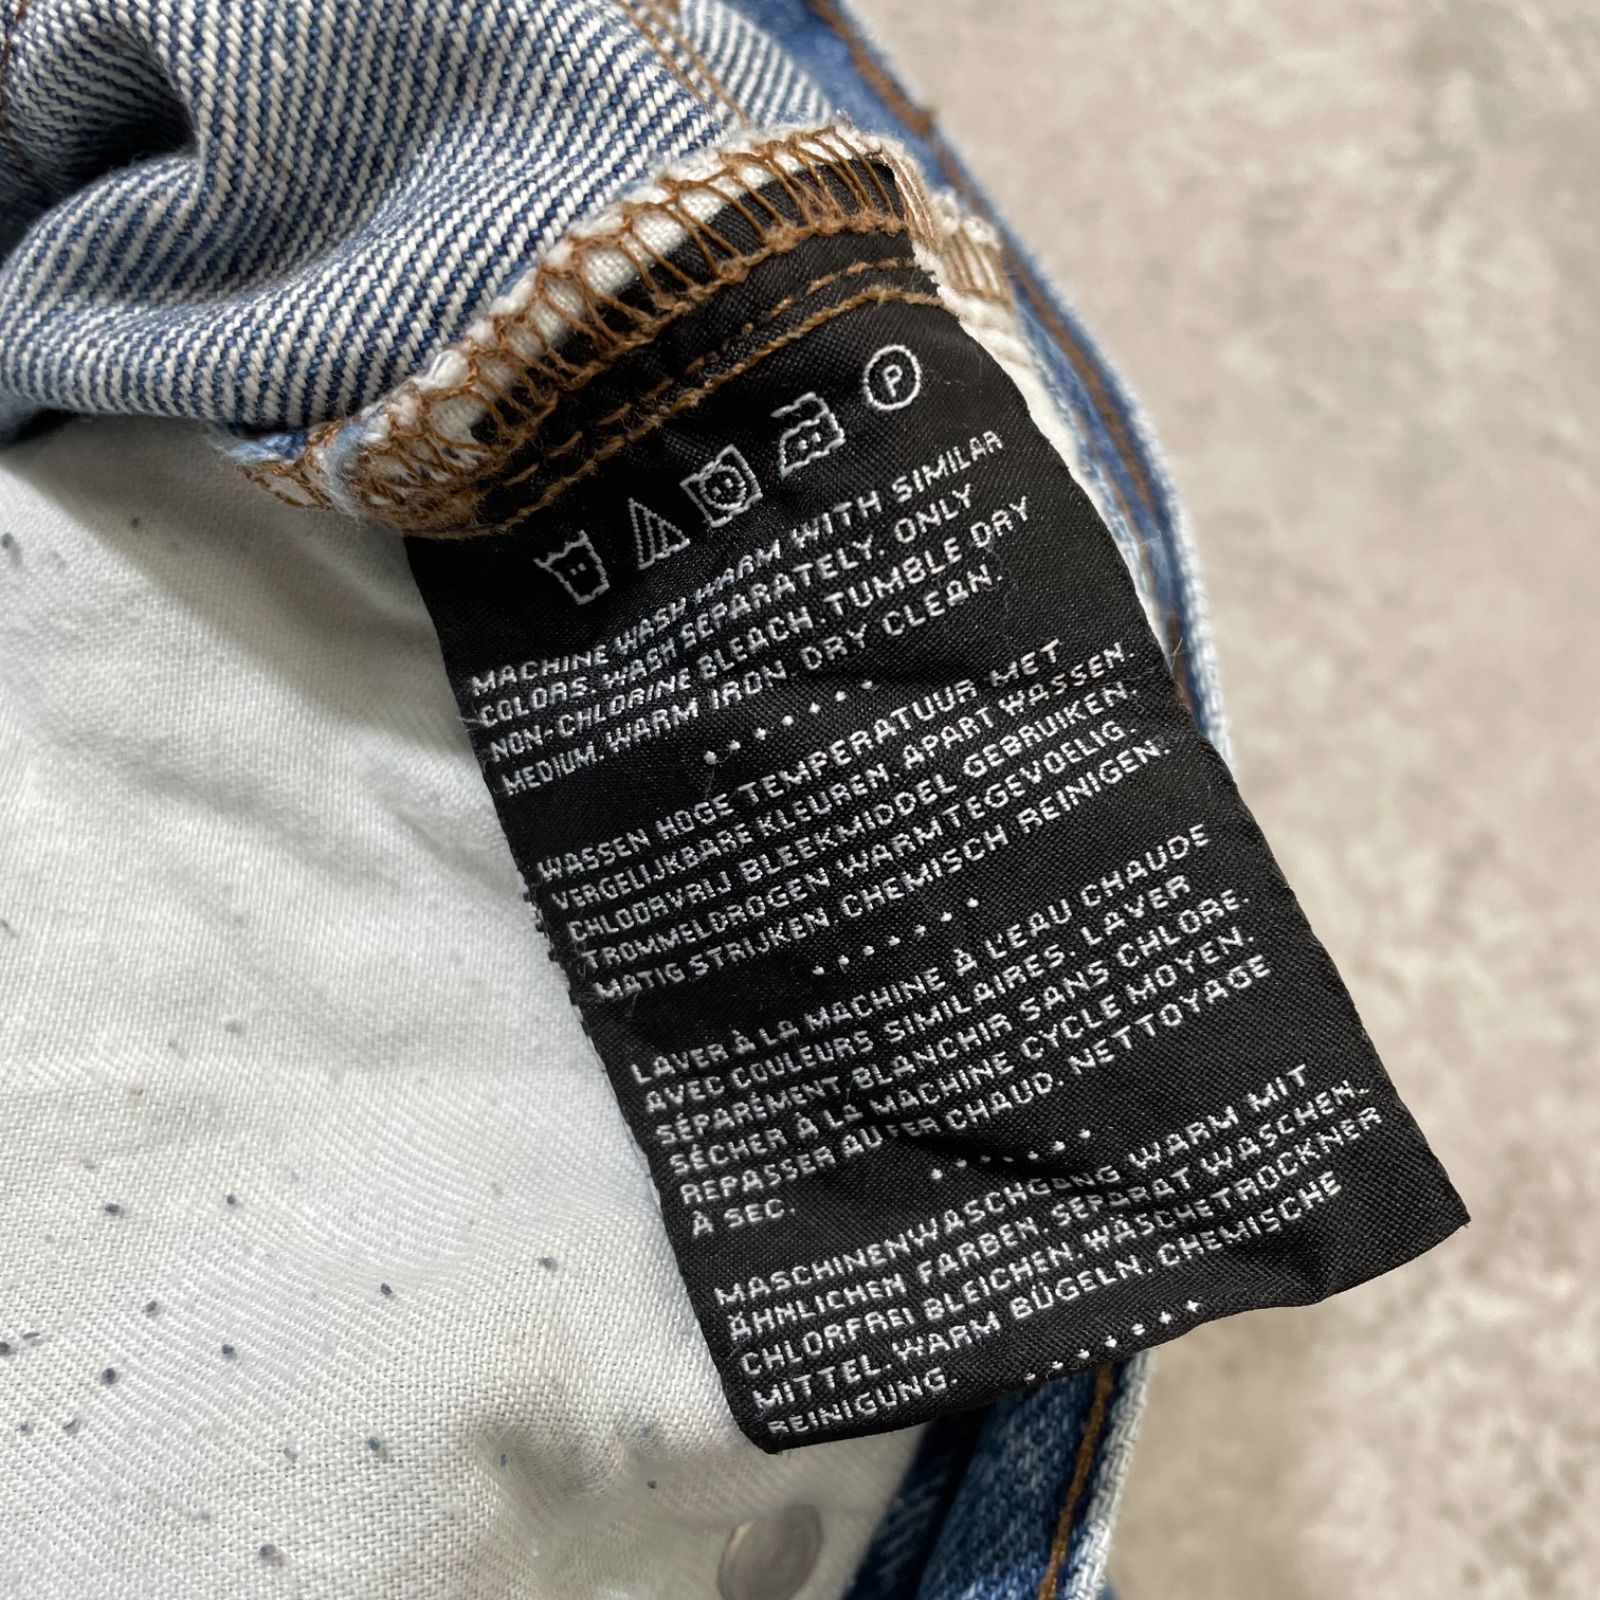 P
MACHINE WASH WARM WITH SIMILAR
COLORS. WASH SEPARATELY. ONLY
NON-CHLORINE BLEACH. TUMBLE DRY
MEDIUM. WARM IRON DRY CLEAN.
WASSEN HOGE TEMPERATUUR MET
VERGELIJKBARE KLEUREN. APART WASSEN.
CHLOORVRIJ BLEEKMIDDEL GEBRUIKEN.
TROMMELDROGEN WARMTEGEVOELIG.
MATIG STRIJKEN. CHEMISCH REINIGEN.
LAVER À LA MACHINE À L'EAU CHAUDE
AVEC COULEURS SIMILAIRES. LAVER
SÉPARÉMENT BLANCHIR SANS CHLORE.
SÉCHER À LA MACHINE CYCLE MOYEN.
REPASSER AU FER CHAUD. NETTOYAGE
À SEC.
MASCHINENWASCHGANG WARM MIT
ÄHNLICHEN FARBEN. SEPARAT WASCHEN.
CHLORFREI BLEICHEN. WÄSCHETROCKNER
MITTEL. WARM BÜGELN. CHEMISCHE
REINIGUNG.